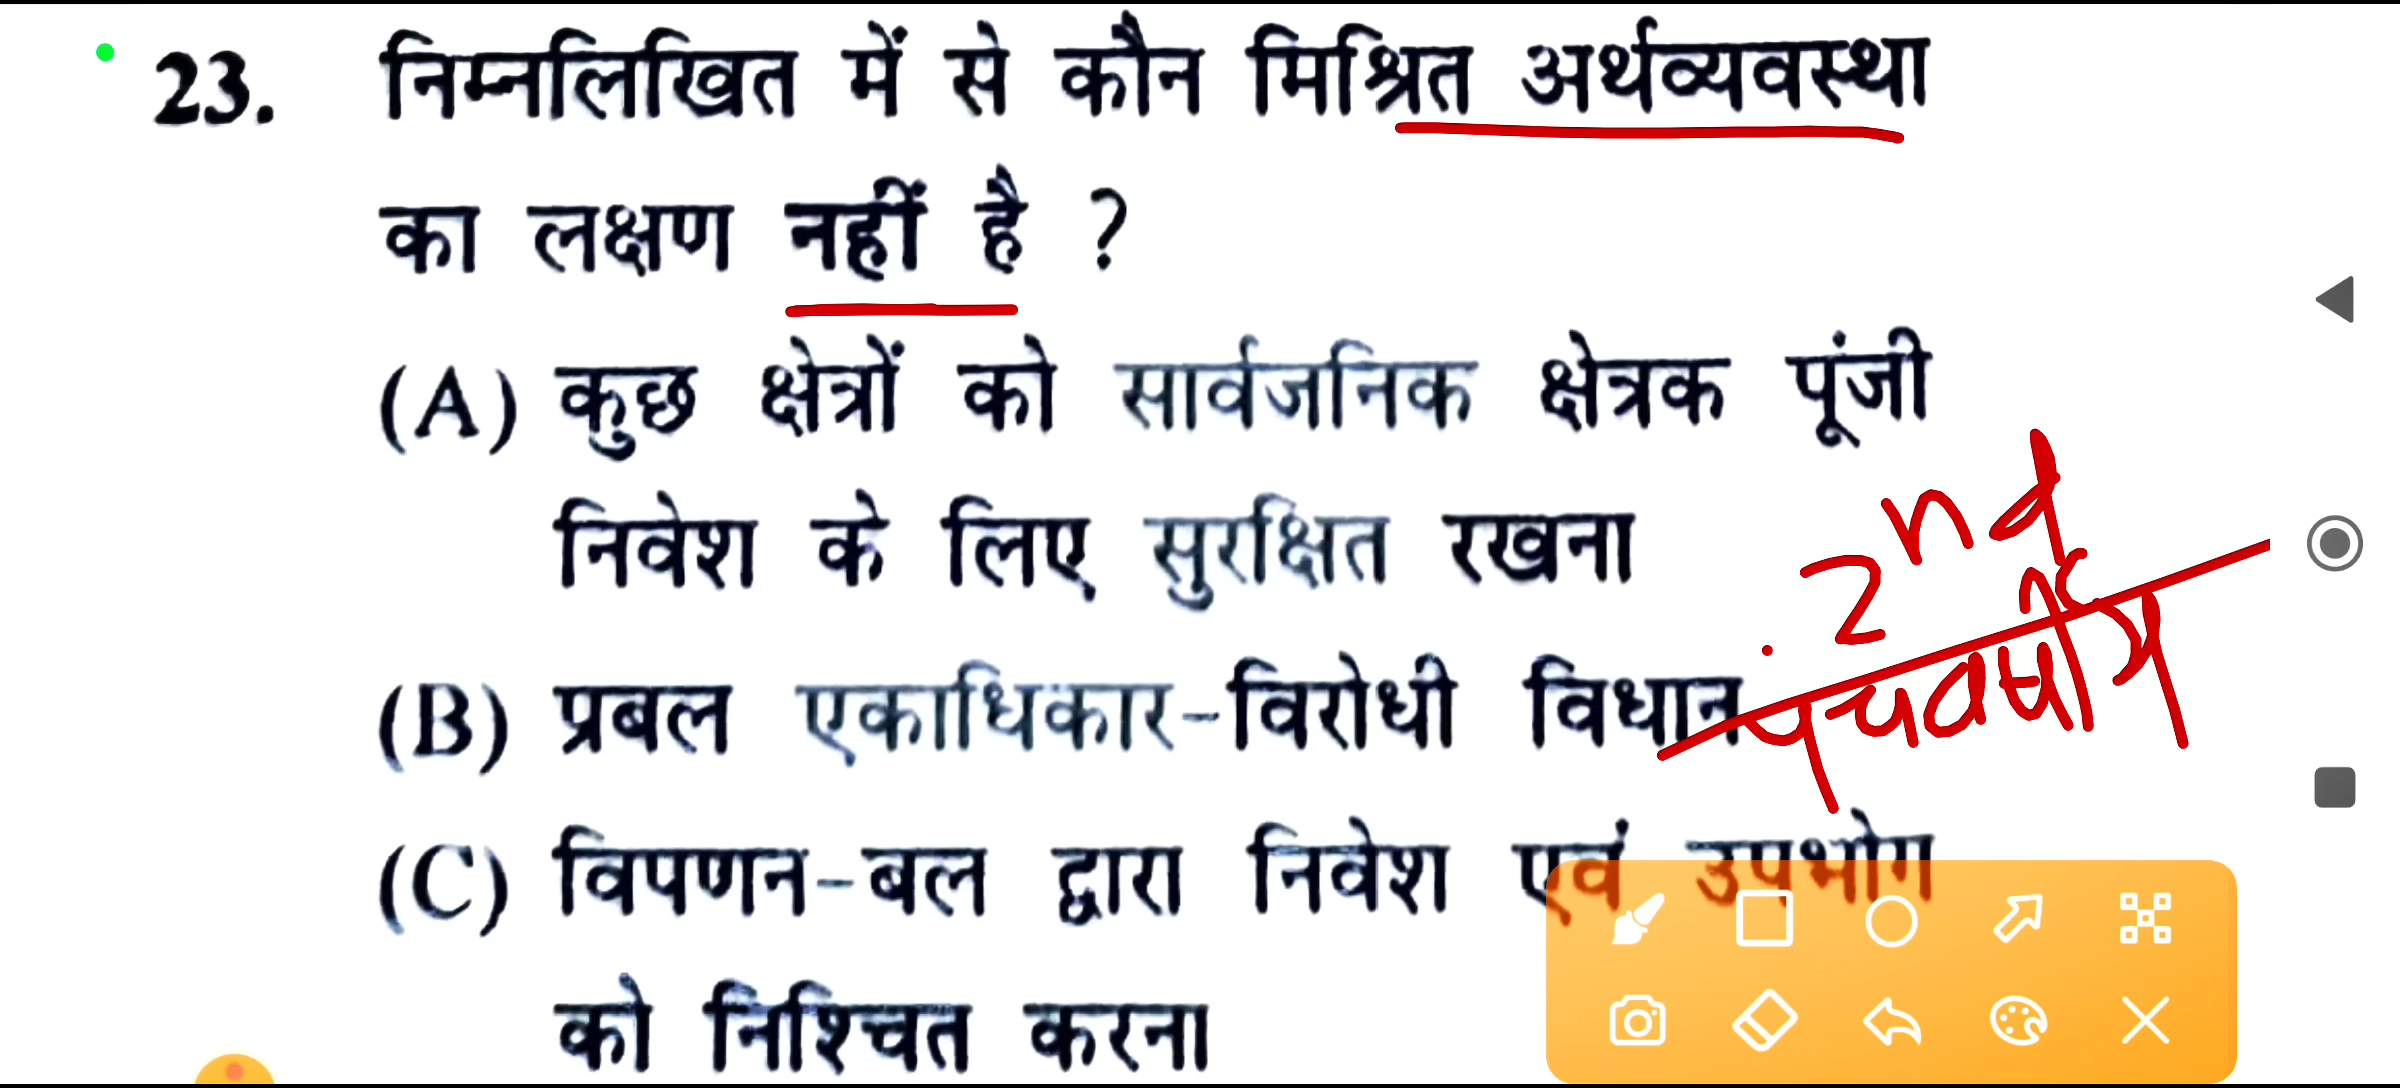 23. निम्नलिखित में से कौन मिश्रित अर्थव्यवस्था
का लक्षण नहीं है ?
(A) कुछ क्षेत्रों को सार्वजनिक क्षेत्रक पूंजी
निवेश के लिए सुरक्षित रखना
2nd
(B) प्रबल एकाधिकार-विरोधी विधान
पंचवर्षीय
(C) विपणन-बल द्वारा निवेश एवं उपभोग
को निश्चित करना